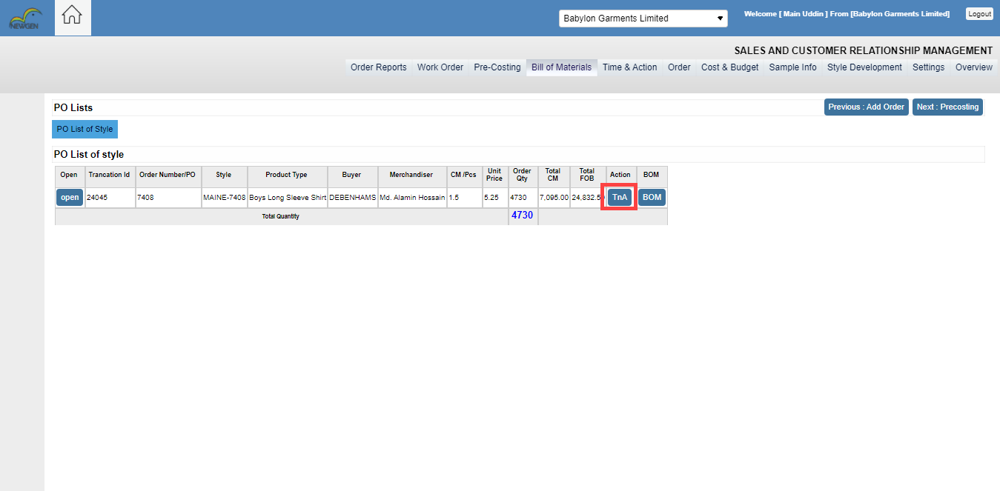 NEWGEN
Babylon Garments Limited
Welcome [ Main Uddin ] From [Babylon Garments Limited]
Logout
SALES AND CUSTOMER RELATIONSHIP MANAGEMENT
Order Reports Work Order Pre-Costing Bill of Materials Time & Action Order Cost & Budget Sample Info Style Development Settings Overview
PO Lists
Previous : Add Order Next : Precosting
PO List of Style
PO List of style
Open Trancation Id Order Number/PO Style Product Type Buyer Merchandiser CM /Pcs Unit Price Order Qty Total CM Total FOB Action BOM
open 24045 7408 MAINE-7408 Boys Long Sleeve Shirt DEBENHAMS Md. Alamin Hossain 1.5 5.25 4730 7,095.00 24,832.5 TnA BOM
Total Quantity 4730